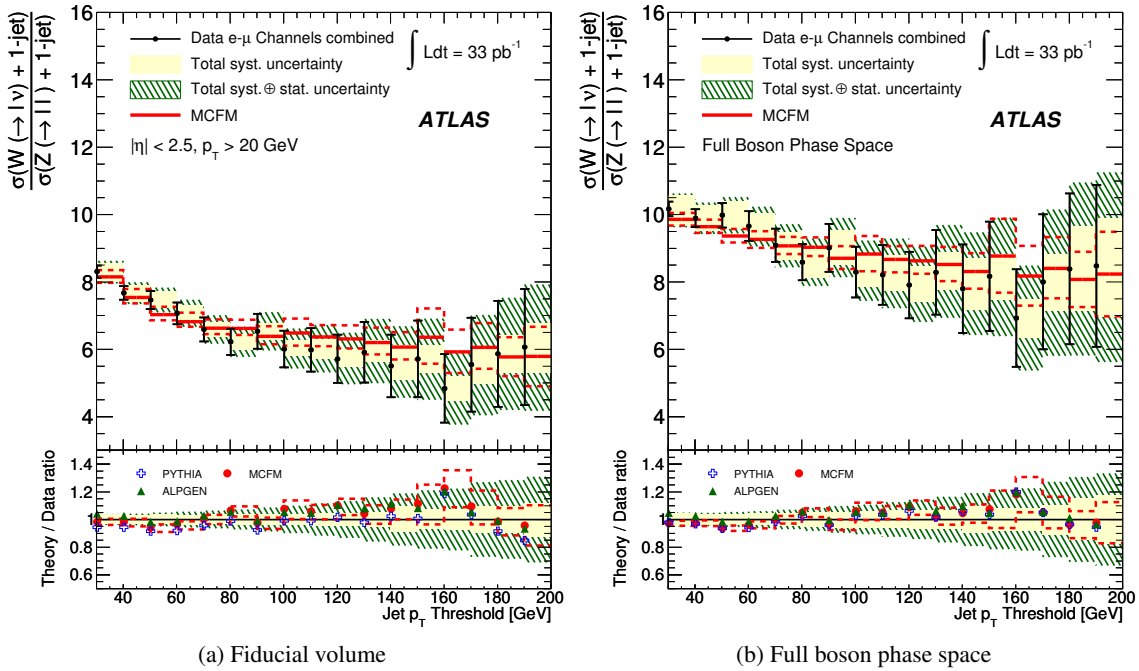 σ(W (→ l ν) + 1-jet)
σ(Z (→ l l ) + 1-jet)
16
14
12
10
8
6
4
Data e-μ Channels combined
∫ Ldt = 33 pb⁻¹
Total syst. uncertainty
Total syst. ⊕ stat. uncertainty
MCFM
ATLAS
|η| < 2.5, p_T > 20 GeV
Theory / Data ratio
1.4
1.2
1.0
0.8
0.6
PYTHIA
MCFM
ALPGEN
40 60 80 100 120 140 160 180 200
Jet p_T Threshold [GeV]
(a) Fiducial volume
σ(W (→ l ν) + 1-jet)
σ(Z (→ l l ) + 1-jet)
16
14
12
10
8
6
4
Data e-μ Channels combined
∫ Ldt = 33 pb⁻¹
Total syst. uncertainty
Total syst. ⊕ stat. uncertainty
MCFM
ATLAS
Full Boson Phase Space
Theory / Data ratio
1.4
1.2
1.0
0.8
0.6
PYTHIA
MCFM
ALPGEN
40 60 80 100 120 140 160 180 200
Jet p_T Threshold [GeV]
(b) Full boson phase space